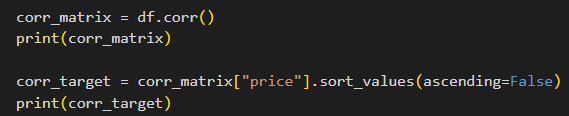 corr_matrix = df.corr()
print(corr_matrix)
corr_target = corr_matrix["price"].sort_values(ascending=False)
print(corr_target)